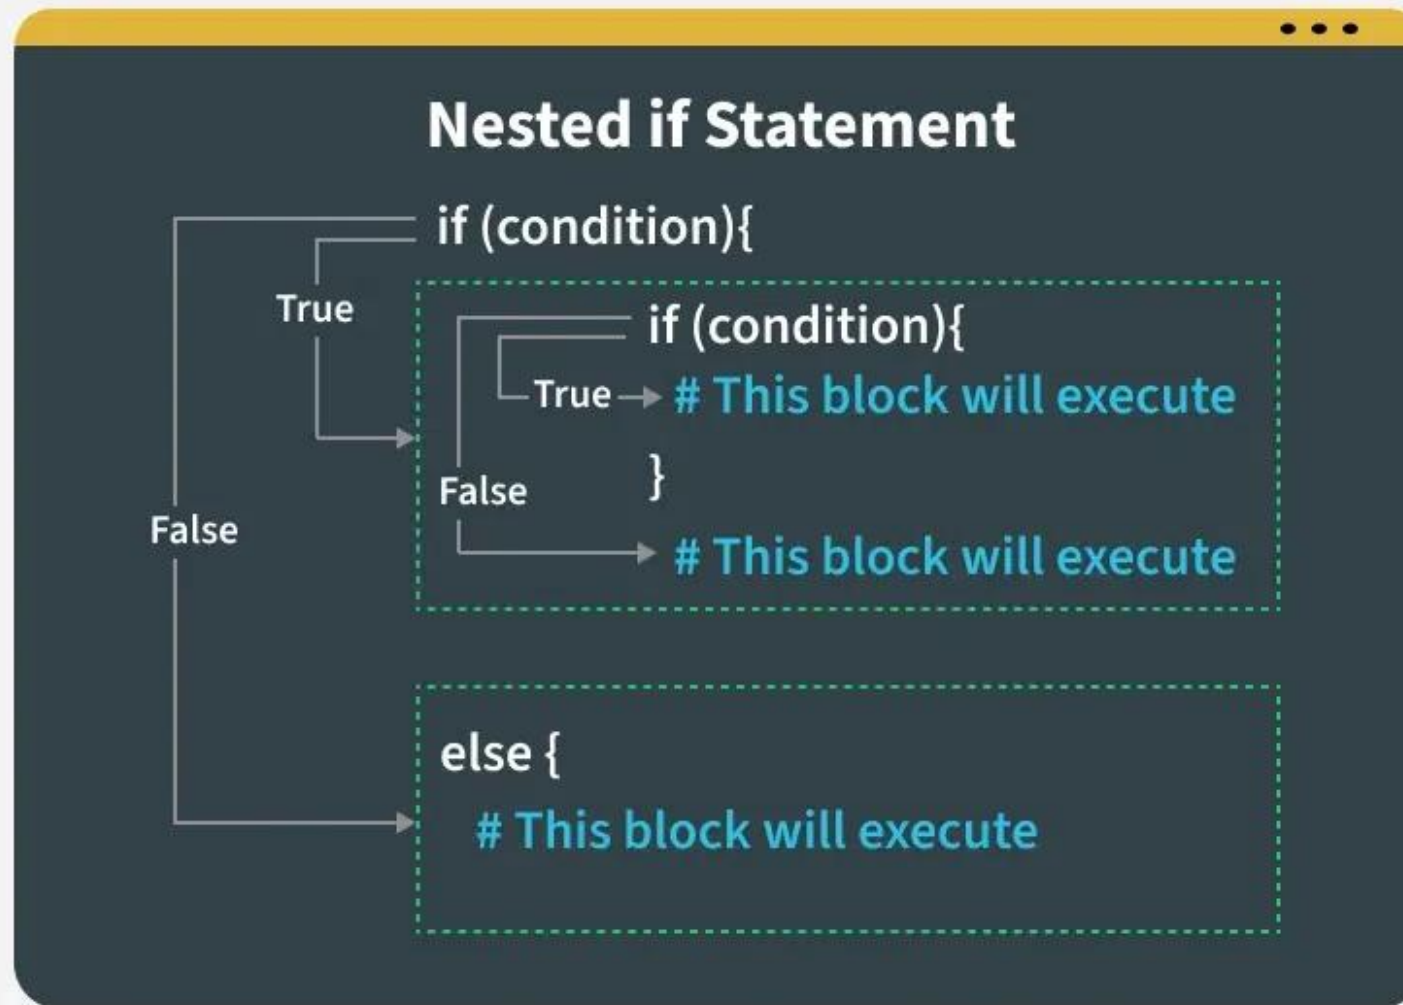 Nested if Statement
if (condition){
True
if (condition){
True
# This block will execute
}
False
# This block will execute
False
else {
# This block will execute